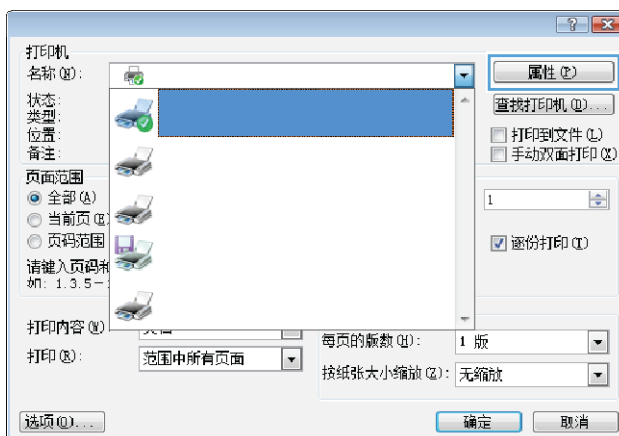 打印机
名称(N):
属性(P)
状态:
类型:
位置:
备注:
查找打印机(D)...
打印到文件(L)
手动双面打印(X)
页面范围
全部(A)
当前页(E)
页码范围
1
逐份打印(T)
请键入页码和
如: 1.3.5-
打印内容(W)
打印(R):
范围中所有页面
每页的版数(H):
1 版
按纸张大小缩放(Z):
无缩放
选项(O)...
确定
取消